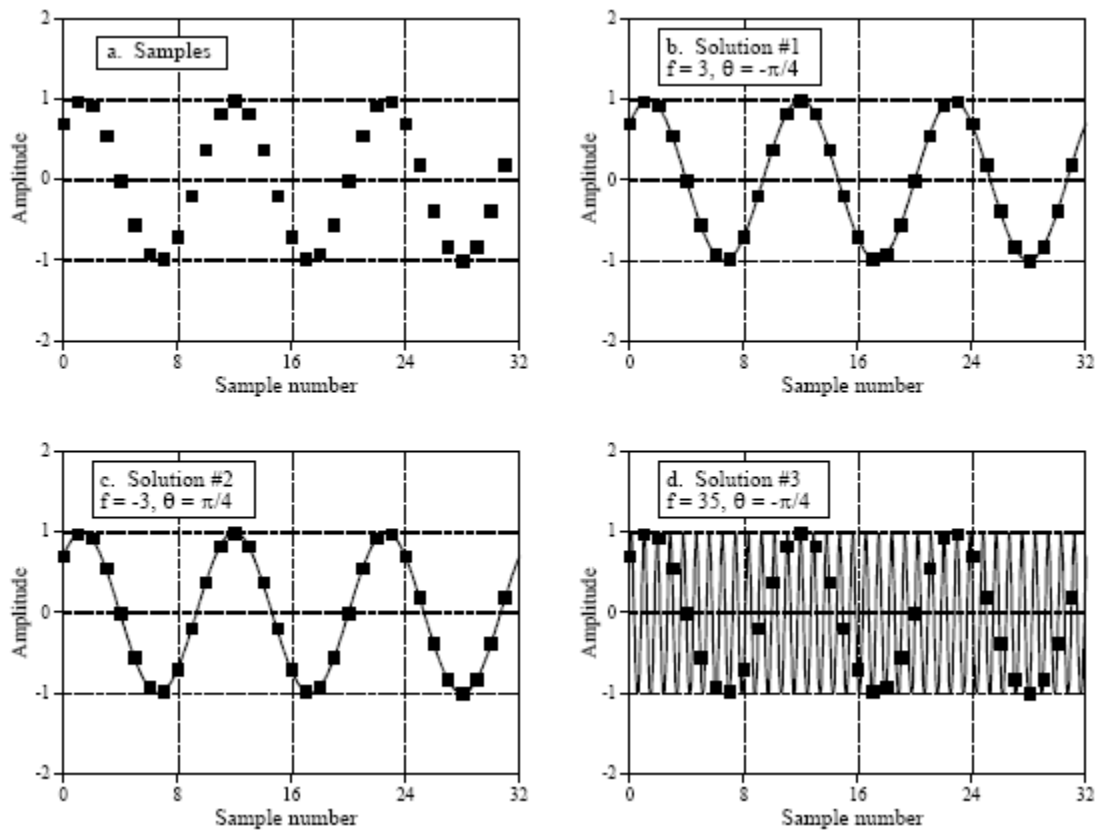 2
a. Samples
1
Amplitude
0
-1
-2
0 8 16 24 32
Sample number
2
b. Solution #1
f = 3, θ = -π/4
1
Amplitude
0
-1
-2
0 8 16 24 32
Sample number
2
c. Solution #2
f = -3, θ = π/4
1
Amplitude
0
-1
-2
0 8 16 24 32
Sample number
2
d. Solution #3
f = 35, θ = -π/4
1
Amplitude
0
-1
-2
0 8 16 24 32
Sample number